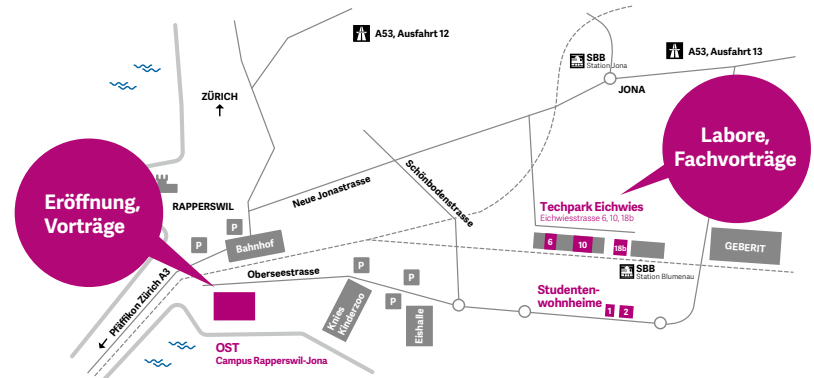 A53, Ausfahrt 12
A53, Ausfahrt 13
SBB
Station Jona
JONA
ZÜRICH
Labore,
Fachvorträge
Schönbodenstrasse
Neue Jonastrasse
Eröffnung,
Vorträge
RAPPERSWIL
Techpark Eichwies
Eichwiesstrasse 6, 10, 18b
P
P
Bahnhof
6
10
18b
GEBERIT
SBB
Station Blumenau
Oberseestrasse
P
P
P
Pfäffikon Zürich A3
Knies
Kinderzoo
Eishalle
Studenten-
wohnheime
1
2
OST
Campus Rapperswil-Jona